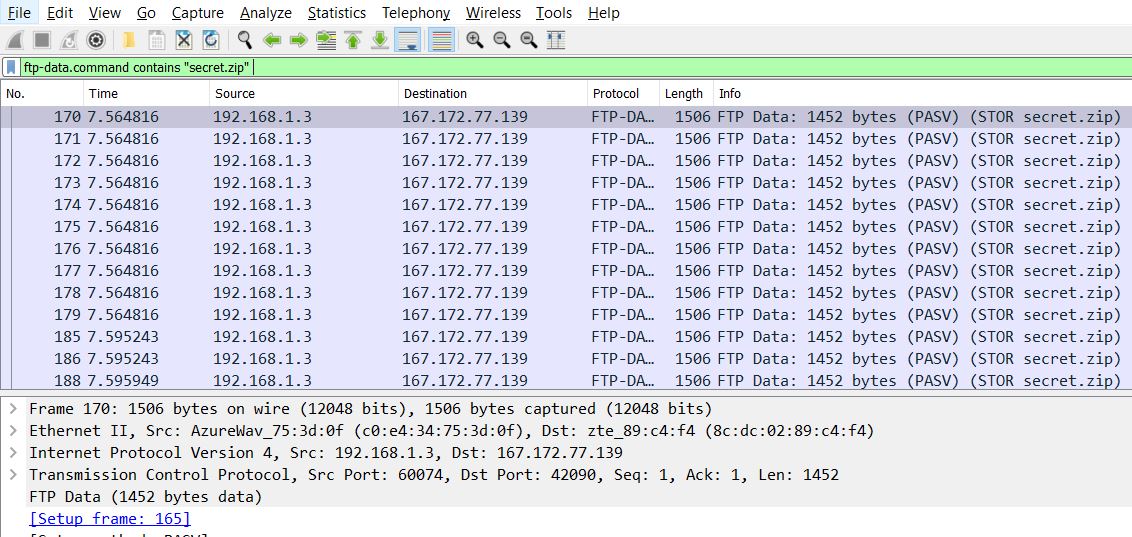 File Edit View Go Capture Analyze Statistics Telephony Wireless Tools Help
ftp-data.command contains "secret.zip"
No. Time Source Destination Protocol Length Info
170 7.564816 192.168.1.3 167.172.77.139 FTP-DA… 1506 FTP Data: 1452 bytes (PASV) (STOR secret.zip)
171 7.564816 192.168.1.3 167.172.77.139 FTP-DA… 1506 FTP Data: 1452 bytes (PASV) (STOR secret.zip)
172 7.564816 192.168.1.3 167.172.77.139 FTP-DA… 1506 FTP Data: 1452 bytes (PASV) (STOR secret.zip)
173 7.564816 192.168.1.3 167.172.77.139 FTP-DA… 1506 FTP Data: 1452 bytes (PASV) (STOR secret.zip)
174 7.564816 192.168.1.3 167.172.77.139 FTP-DA… 1506 FTP Data: 1452 bytes (PASV) (STOR secret.zip)
175 7.564816 192.168.1.3 167.172.77.139 FTP-DA… 1506 FTP Data: 1452 bytes (PASV) (STOR secret.zip)
176 7.564816 192.168.1.3 167.172.77.139 FTP-DA… 1506 FTP Data: 1452 bytes (PASV) (STOR secret.zip)
177 7.564816 192.168.1.3 167.172.77.139 FTP-DA… 1506 FTP Data: 1452 bytes (PASV) (STOR secret.zip)
178 7.564816 192.168.1.3 167.172.77.139 FTP-DA… 1506 FTP Data: 1452 bytes (PASV) (STOR secret.zip)
179 7.564816 192.168.1.3 167.172.77.139 FTP-DA… 1506 FTP Data: 1452 bytes (PASV) (STOR secret.zip)
185 7.595243 192.168.1.3 167.172.77.139 FTP-DA… 1506 FTP Data: 1452 bytes (PASV) (STOR secret.zip)
186 7.595243 192.168.1.3 167.172.77.139 FTP-DA… 1506 FTP Data: 1452 bytes (PASV) (STOR secret.zip)
188 7.595949 192.168.1.3 167.172.77.139 FTP-DA… 1506 FTP Data: 1452 bytes (PASV) (STOR secret.zip)
Frame 170: 1506 bytes on wire (12048 bits), 1506 bytes captured (12048 bits)
Ethernet II, Src: AzureWav_75:3d:0f (c0:e4:34:75:3d:0f), Dst: zte_89:c4:f4 (8c:dc:02:89:c4:f4)
Internet Protocol Version 4, Src: 192.168.1.3, Dst: 167.172.77.139
Transmission Control Protocol, Src Port: 60074, Dst Port: 42090, Seq: 1, Ack: 1, Len: 1452
FTP Data (1452 bytes data)
[Setup frame: 165]